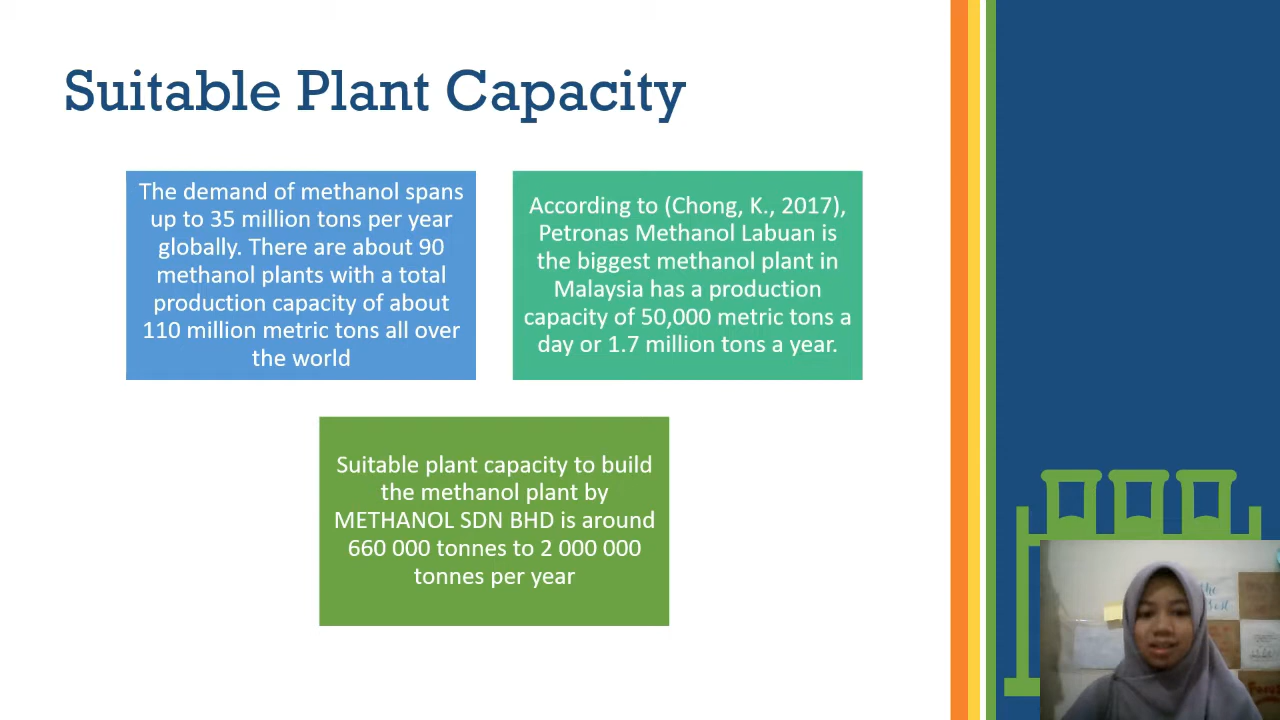 Suitable Plant Capacity
The demand of methanol spans
up to 35 million tons per year
globally. There are about 90
methanol plants with a total
production capacity of about
110 million metric tons all over
the world
According to (Chong, K., 2017),
Petronas Methanol Labuan is
the biggest methanol plant in
Malaysia has a production
capacity of 50,000 metric tons a
day or 1.7 million tons a year.
Suitable plant capacity to build
the methanol plant by
METHANOL SDN BHD is around
660 000 tonnes to 2 000 000
tonnes per year
the